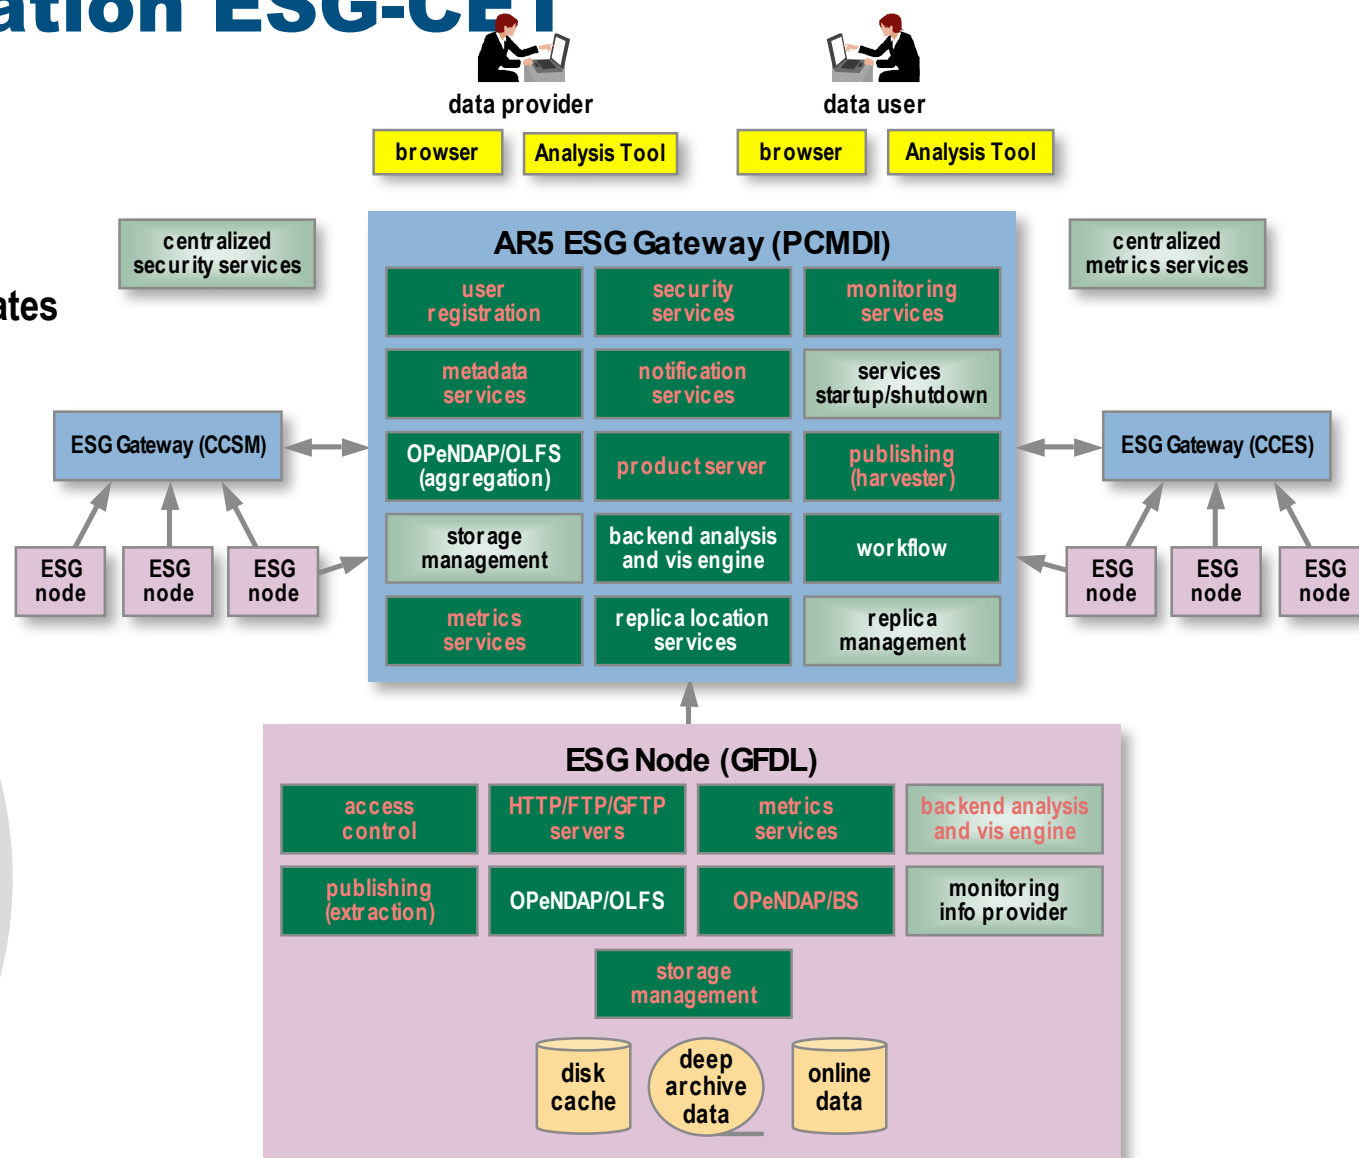 ation ESG-CET
data provider
data user
browser
Analysis Tool
browser
Analysis Tool
centralized
security services
AR5 ESG Gateway (PCMDI)
centralized
metrics services
ates
user
registration
security
services
monitoring
services
metadata
services
notification
services
services
startup/shutdown
ESG Gateway (CCSM)
OPeNDAP/OLFS
(aggregation)
product server
publishing
(harvester)
ESG Gateway (CCES)
storage
management
backend analysis
and vis engine
workflow
ESG
node
ESG
node
ESG
node
ESG
node
ESG
node
ESG
node
metrics
services
replica location
services
replica
management
ESG Node (GFDL)
access
control
HTTP/FTP/GFTP
servers
metrics
services
backend analysis
and vis engine
publishing
(extraction)
OPeNDAP/OLFS
OPeNDAP/BS
monitoring
info provider
storage
management
disk
cache
deep
archive
data
online
data